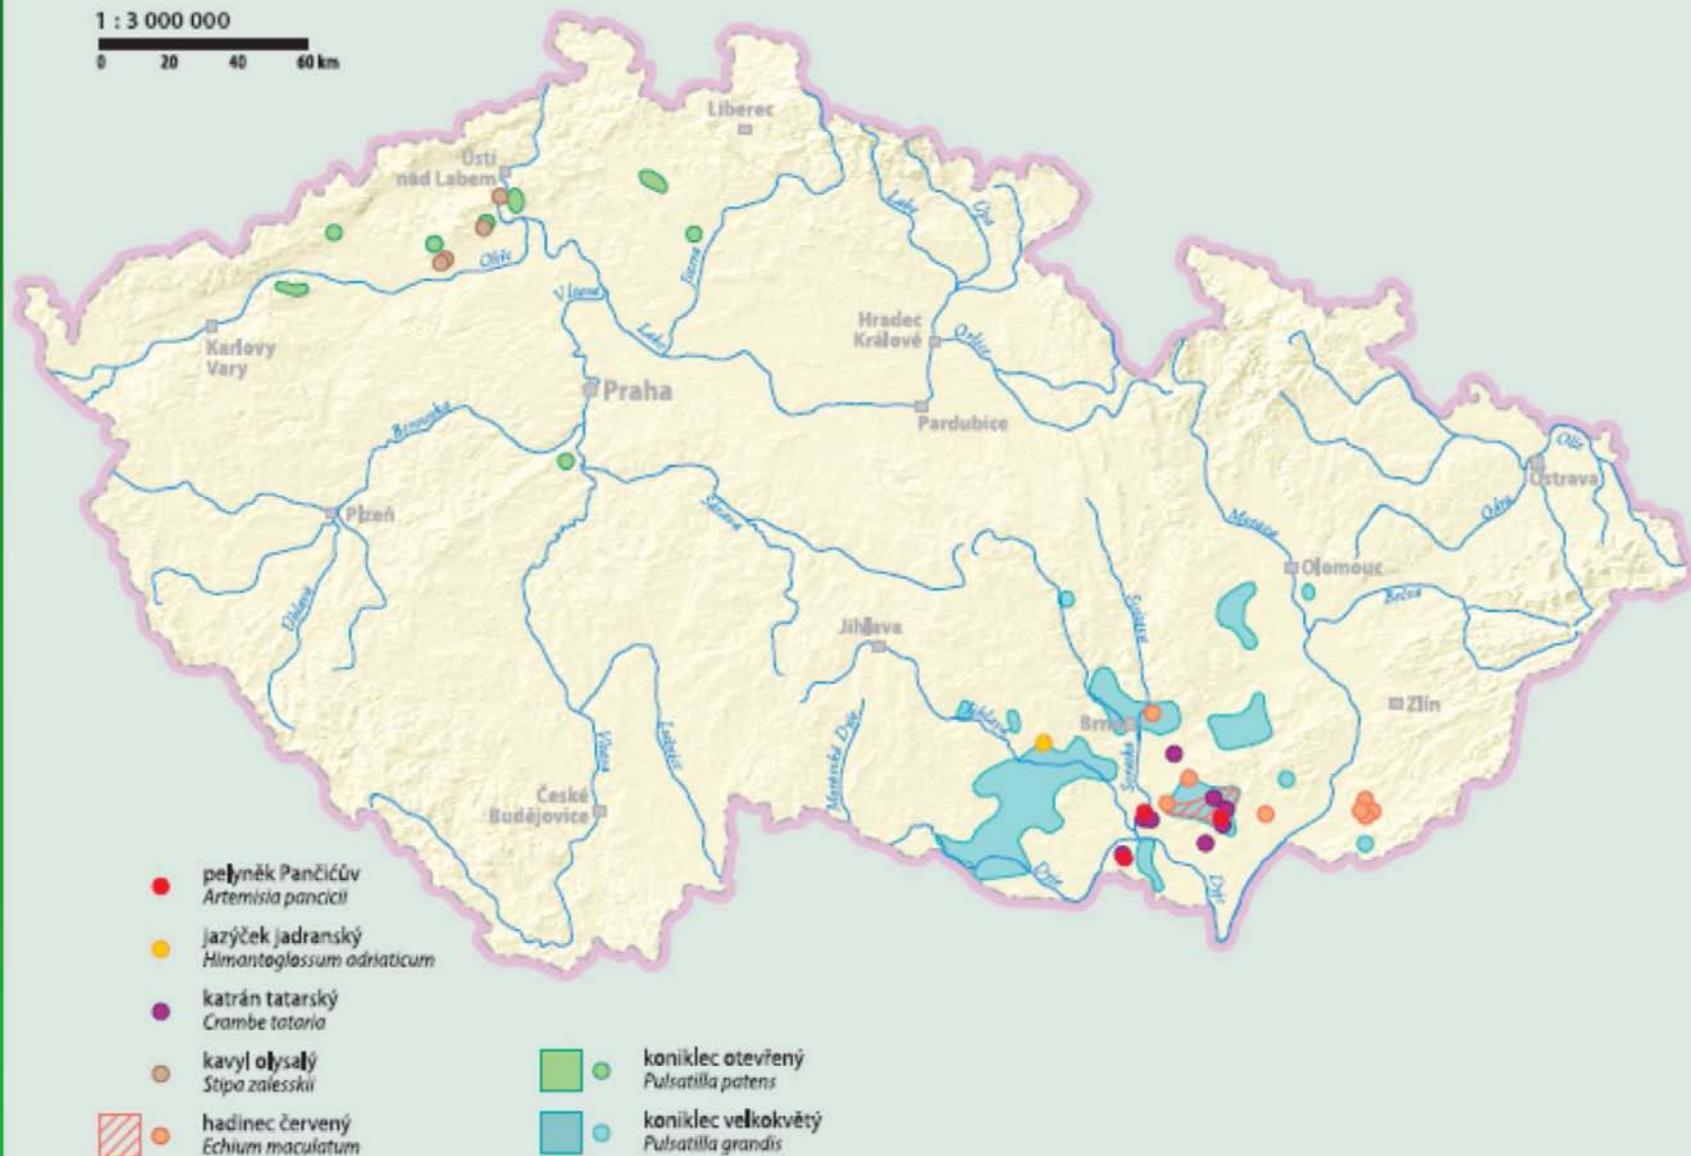 1 : 3 000 000
0 20 40 60 km
Liberec
Ústí
nad Labem
Labe
Úpa
Ohře
Jizera
Vltava
Hradec
Králové
Labe
Orlice
Karlovy
Vary
Praha
Pardubice
Berounka
Olše
Ostrava
Plzeň
Sázava
Morava
Odra
Olomouc
Bečva
Svitava
Jihlava
Zlín
Jihlava
Brno
Moravská Dyje
Svratka
Vltava
Lužnice
České
Budějovice
Dyje
Dyje
pelyněk Pančićův
Artemisia pancicii
jazýček jadranský
Himantoglossum adriaticum
katrán tatarský
Crambe tataria
kavyl olysalý
Stipa zalesskii
koniklec otevřený
Pulsatilla patens
hadinec červený
Echium maculatum
koniklec velkokvětý
Pulsatilla grandis